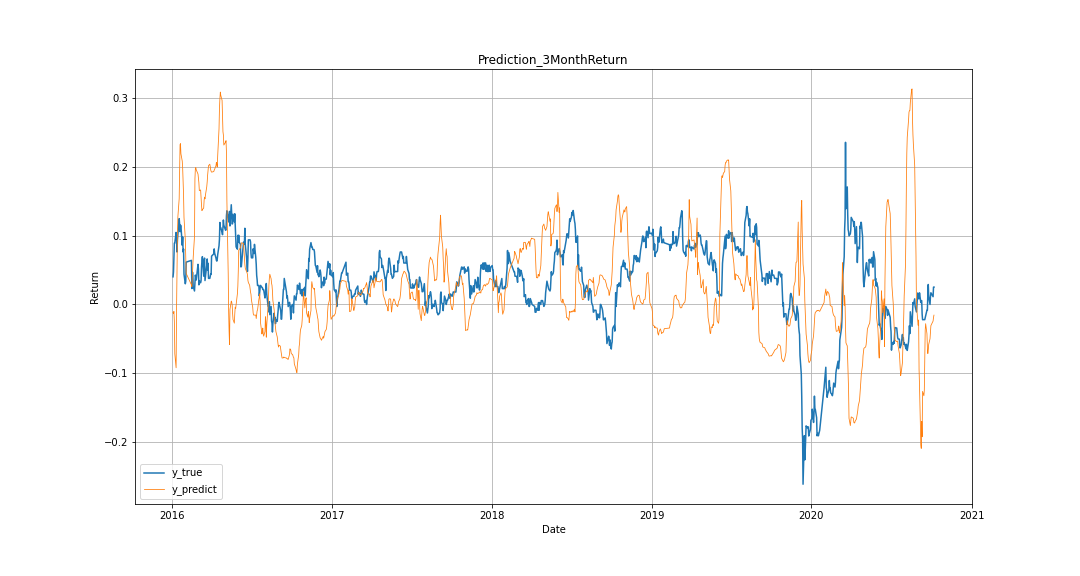 Prediction_3MonthReturn
0.3
0.2
0.1
0.0
−0.1
−0.2
Return
y_true
y_predict
2016 2017 2018 2019 2020 2021
Date